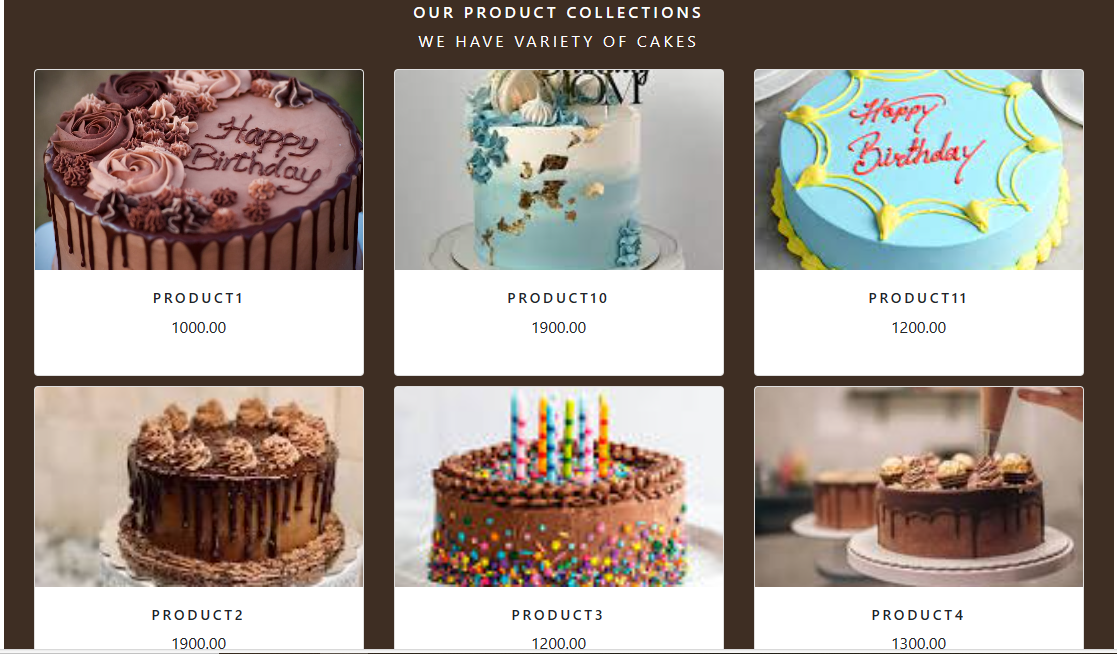 OUR PRODUCT COLLECTIONS
WE HAVE VARIETY OF CAKES
Happy
Birthday
MOM
Happy
Birthday
PRODUCT1
1000.00
PRODUCT10
1900.00
PRODUCT11
1200.00
PRODUCT2
1900.00
PRODUCT3
1200.00
PRODUCT4
1300.00